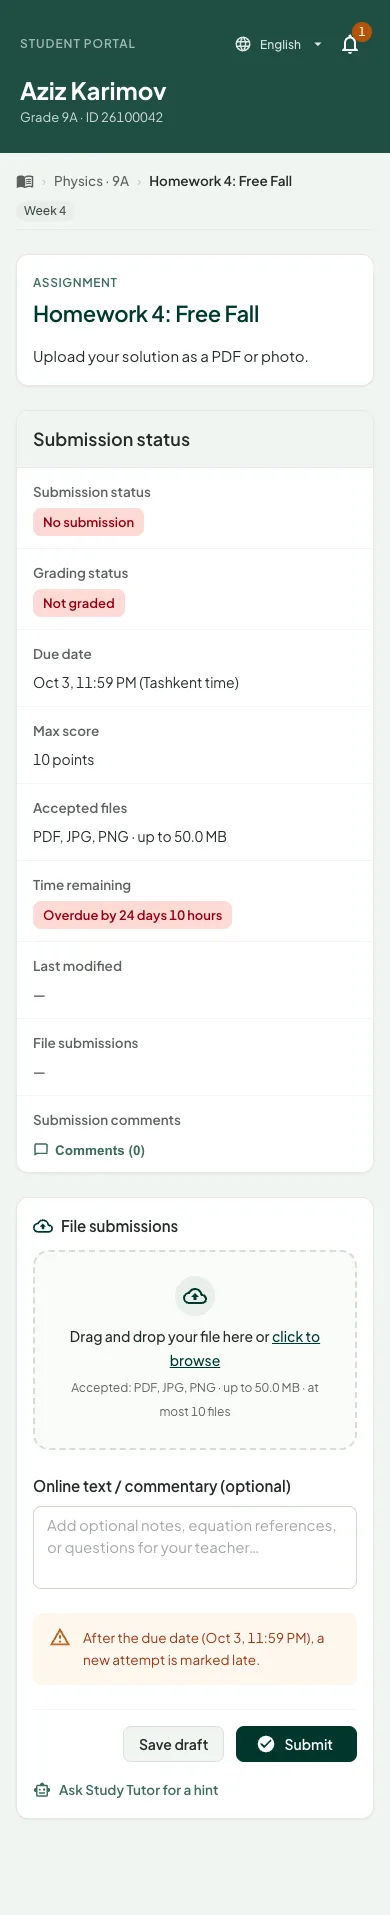 STUDENT PORTAL
English
1
Aziz Karimov
Grade 9A · ID 26100042
Physics · 9A › Homework 4: Free Fall
Week 4
ASSIGNMENT
Homework 4: Free Fall
Upload your solution as a PDF or photo.
Submission status
Submission status
No submission
Grading status
Not graded
Due date
Oct 3, 11:59 PM (Tashkent time)
Max score
10 points
Accepted files
PDF, JPG, PNG · up to 50.0 MB
Time remaining
Overdue by 24 days 10 hours
Last modified
—
File submissions
—
Submission comments
Comments (0)
File submissions
Drag and drop your file here or click to
browse
Accepted: PDF, JPG, PNG · up to 50.0 MB · at
most 10 files
Online text / commentary (optional)
Add optional notes, equation references,
or questions for your teacher…
After the due date (Oct 3, 11:59 PM), a
new attempt is marked late.
Save draft
Submit
Ask Study Tutor for a hint